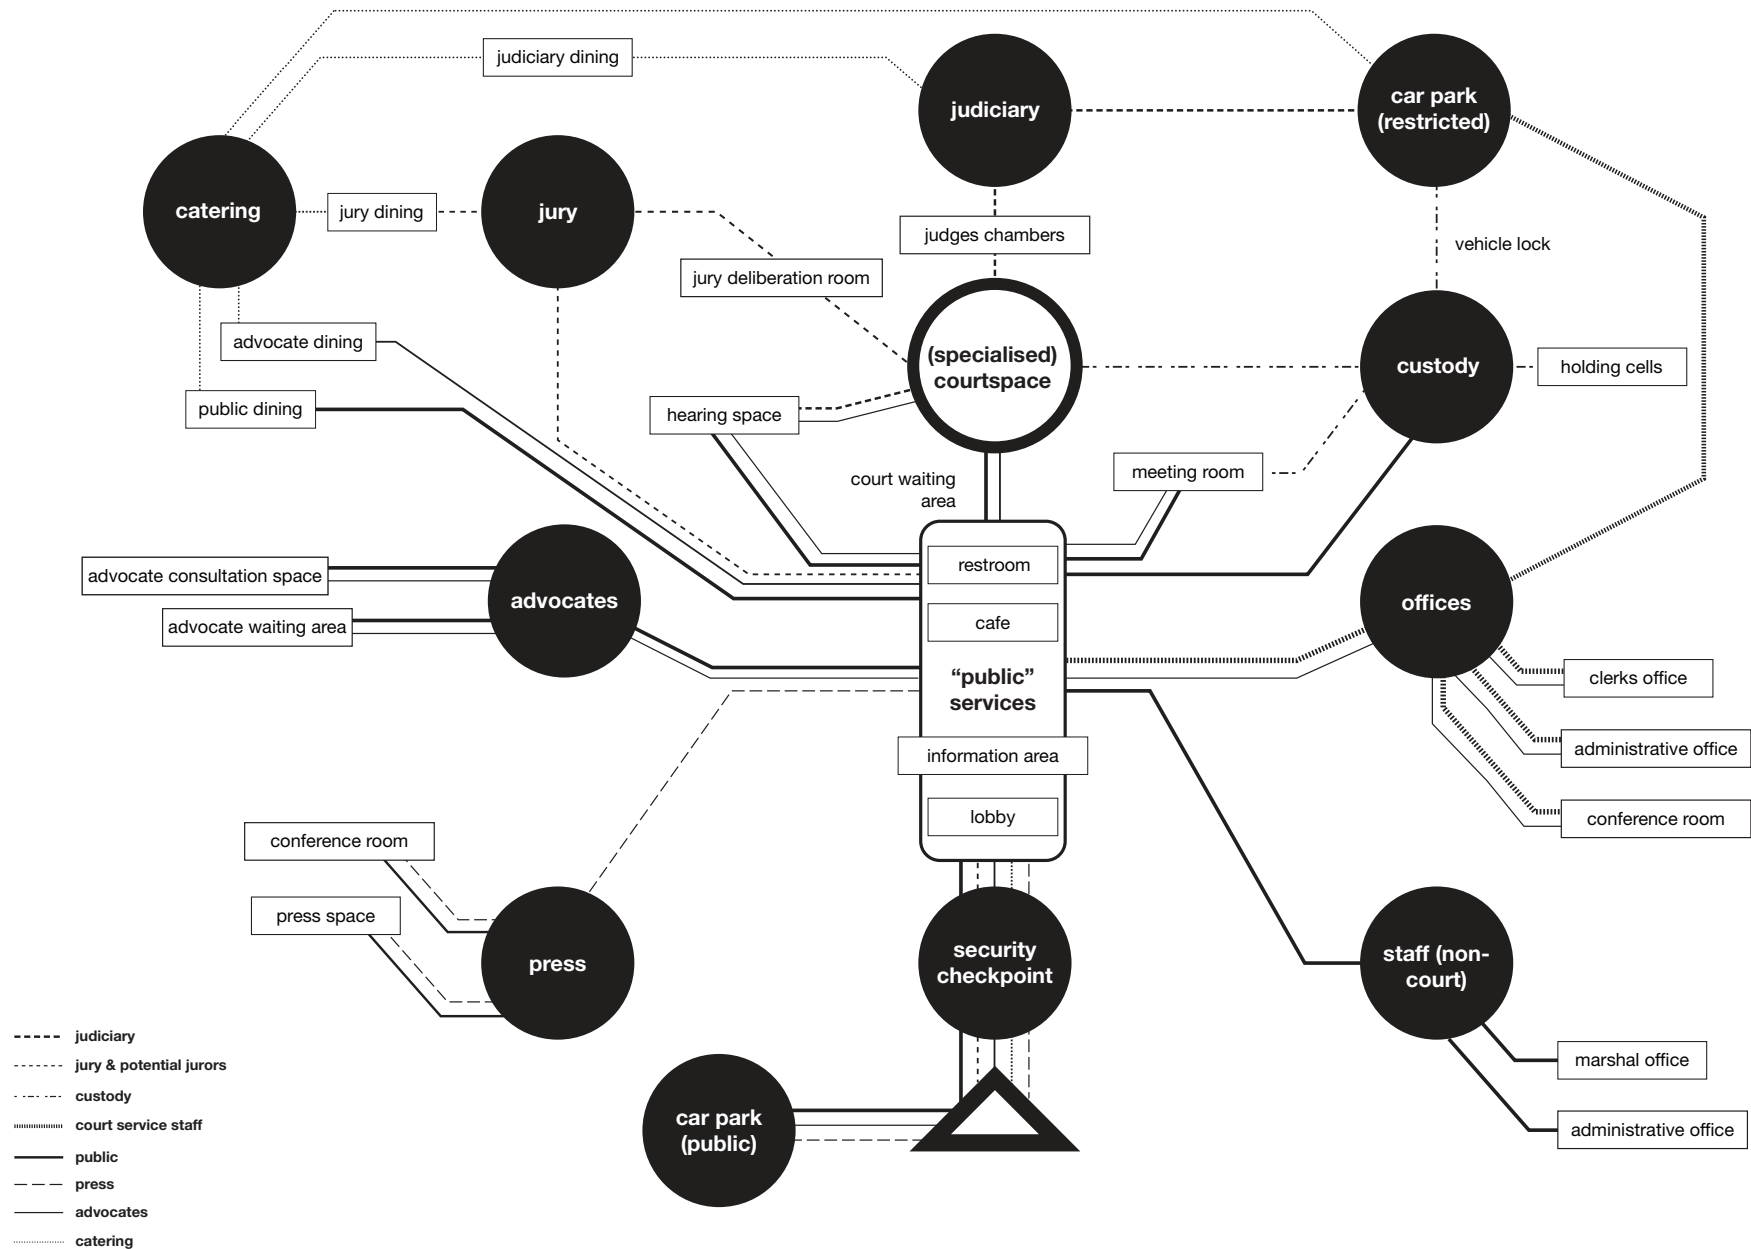 judiciary dining
judiciary
car park
(restricted)
catering
jury dining
jury
judges chambers
vehicle lock
jury deliberation room
advocate dining
(specialised)
courtspace
custody
holding cells
public dining
hearing space
court waiting
area
meeting room
restroom
advocate consultation space
advocates
offices
cafe
advocate waiting area
“public”
services
clerks office
information area
administrative office
lobby
conference room
conference room
press space
press
security
checkpoint
staff (non-
court)
judiciary
jury & potential jurors
custody
court service staff
public
press
advocates
catering
car park
(public)
marshal office
administrative office